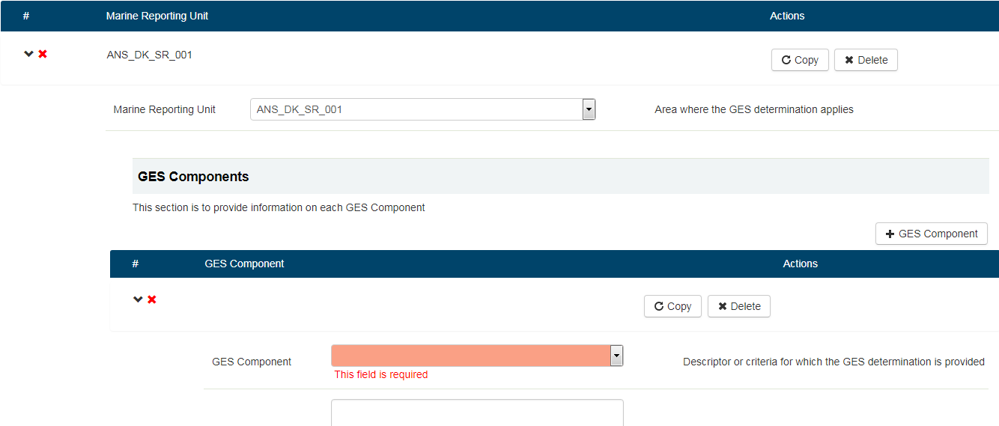 # Marine Reporting Unit Actions
ANS_DK_SR_001 Copy Delete
Marine Reporting Unit ANS_DK_SR_001 Area where the GES determination applies
GES Components
This section is to provide information on each GES Component
GES Component
# GES Component Actions
Copy Delete
GES Component Descriptor or criteria for which the GES determination is provided
This field is required